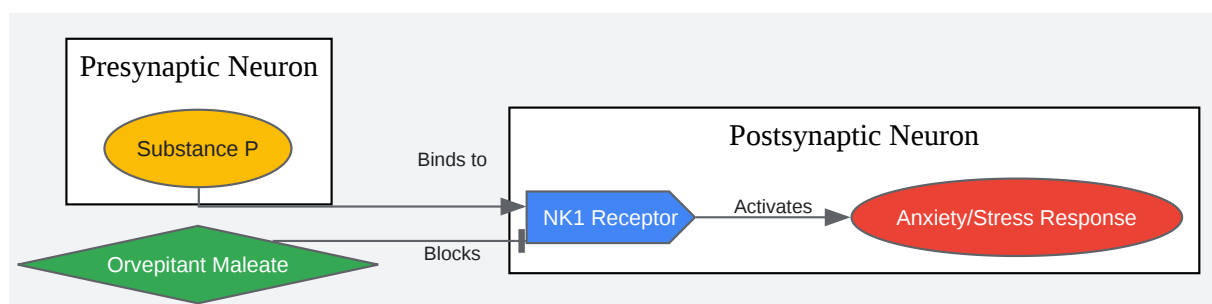 Presynaptic Neuron
Substance P
Binds to
Postsynaptic Neuron
NK1 Receptor
Activates
Anxiety/Stress Response
Blocks
Orvepitant Maleate